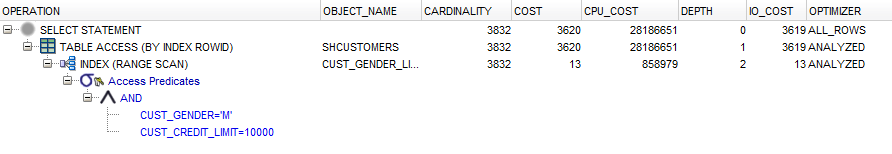 OPERATION OBJECT_NAME CARDINALITY COST CPU_COST DEPTH IO_COST OPTIMIZER
SELECT STATEMENT 3832 3620 28186651 0 3619 ALL_ROWS
TABLE ACCESS (BY INDEX ROWID) SHCUSTOMERS 3832 3620 28186651 1 3619 ANALYZED
INDEX (RANGE SCAN) CUST_GENDER_LI... 3832 13 858979 2 13 ANALYZED
Access Predicates
AND
CUST_GENDER='M'
CUST_CREDIT_LIMIT=10000